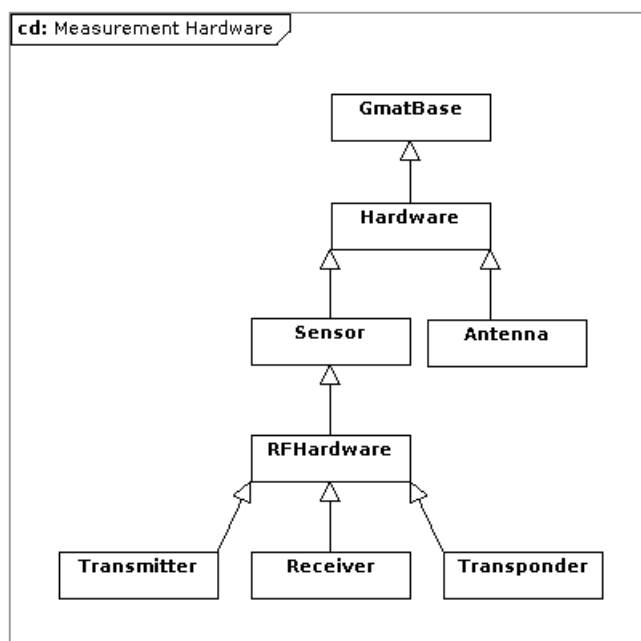 cd: Measurement Hardware
GmatBase
Hardware
Sensor
Antenna
RFHardware
Transmitter
Receiver
Transponder